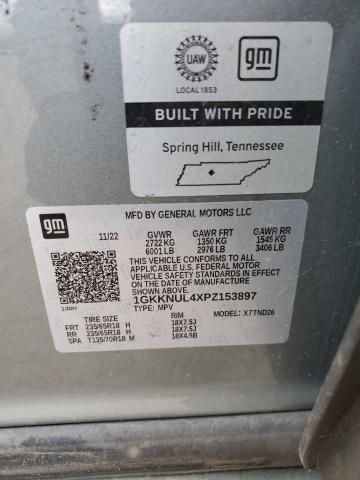 UAW
gm
LOCAL 1853
BUILT WITH PRIDE
Spring Hill, Tennessee
gm
MFD BY GENERAL MOTORS LLC
11/22 GVWR GAWR FRT GAWR RR
2722 KG 1350 KG 1545 KG
6001 LB 2976 LB 3406 LB
THIS VEHICLE CONFORMS TO ALL
APPLICABLE U.S. FEDERAL MOTOR
VEHICLE SAFETY STANDARDS IN
EFFECT ON THE DATE OF
MANUFACTURE SHOWN ABOVE.
1GKKNUL4XPZ153897
TYPE: MPV MODEL: X7TND26
TIRE SIZE RIM
FRT 235/65R18 H 18X7.5J
RR 235/65R18 H 18X7.5J
SPA T135/70R18 M 18X4.5B